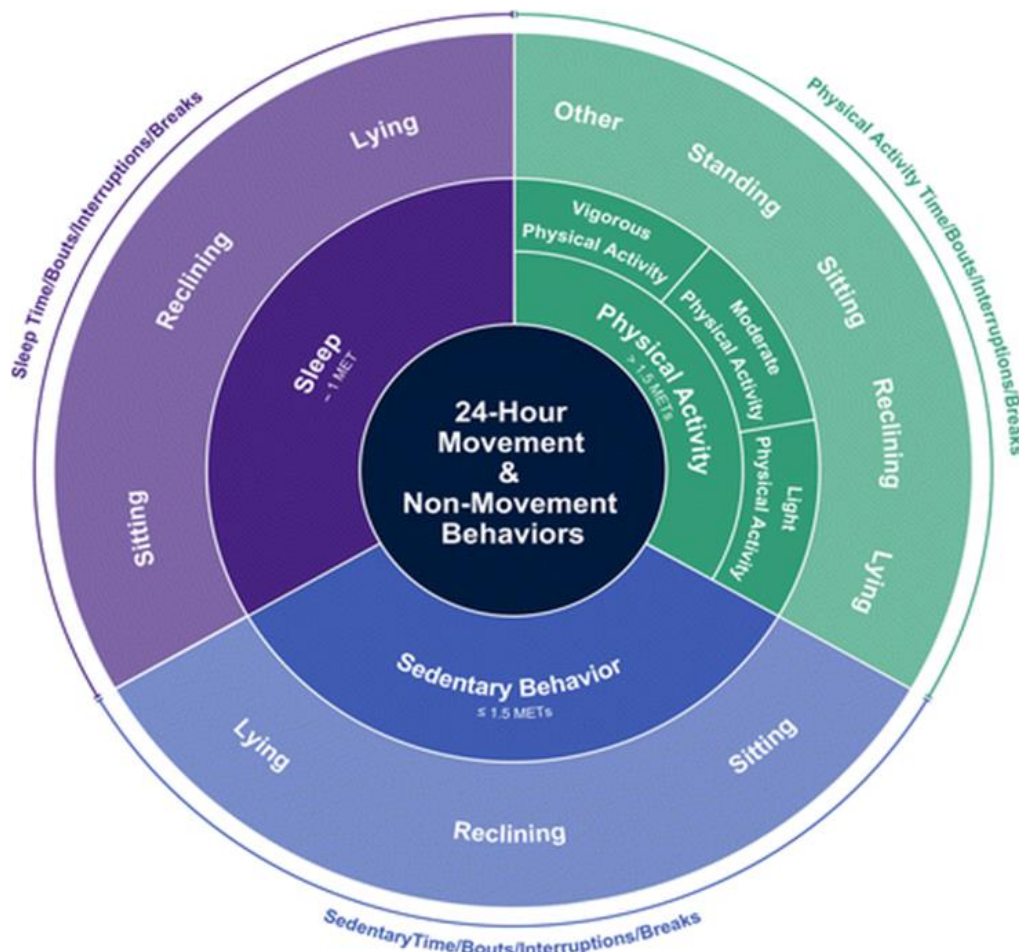 24-Hour
Movement
&
Non-Movement
Behaviors
Sleep
~ 1 MET
Lying
Reclining
Sitting
Sleep Time/Bouts/Interruptions/Breaks
Physical Activity
> 1.5 METs
Vigorous
Physical Activity
Moderate
Physical Activity
Light
Physical Activity
Other
Standing
Sitting
Reclining
Lying
Physical Activity Time/Bouts/Interruptions/Breaks
Sedentary Behavior
≤ 1.5 METs
Lying
Reclining
Sitting
SedentaryTime/Bouts/Interruptions/Breaks